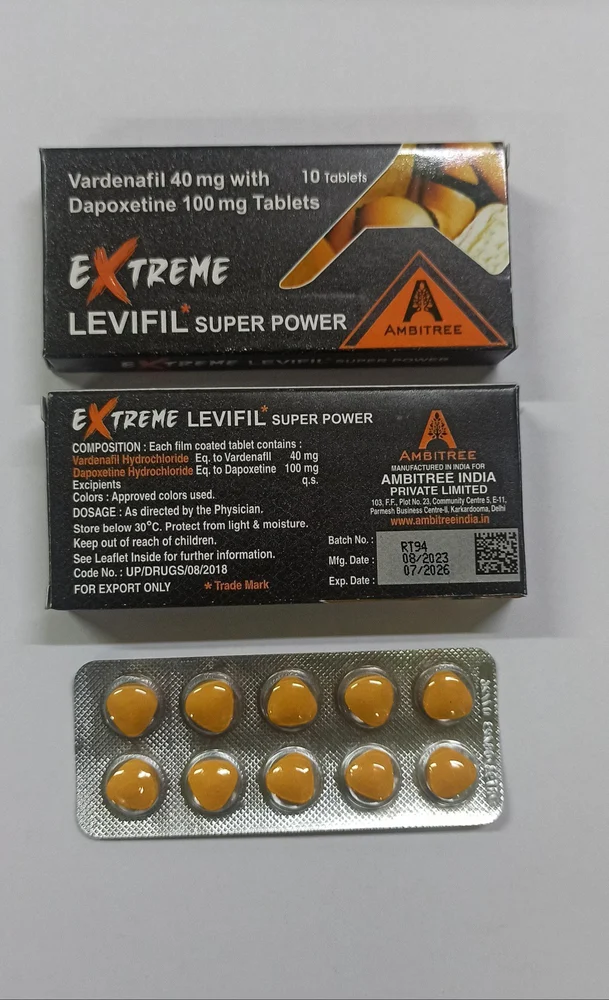 Vardenafil 40 mg with 10 Tablets
Dapoxetine 100 mg Tablets
EXTREME
LEVIFIL* SUPER POWER
AMBITREE
EXTREME LEVIFIL* SUPER POWER
EXTREME LEVIFIL* SUPER POWER
COMPOSITION : Each film coated tablet contains :
Vardenafil Hydrochloride Eq. to Vardenafil 40 mg
Dapoxetine Hydrochloride Eq. to Dapoxetine 100 mg
Excipients q.s.
Colors : Approved colors used.
DOSAGE : As directed by the Physician.
Store below 30°C. Protect from light & moisture.
Keep out of reach of children.
See Leaflet Inside for further information.
Code No. : UP/DRUGS/08/2018
FOR EXPORT ONLY * Trade Mark
AMBITREE
MANUFACTURED IN INDIA FOR
AMBITREE INDIA
PRIVATE LIMITED
103, F.F., Plot No. 23, Community Centre 5, E-11,
Parmesh Business Centre-II, Karkardooma, Delhi
www.ambitreeindia.in
Batch No. : RT94
Mfg. Date : 08/2023
Exp. Date : 07/2026